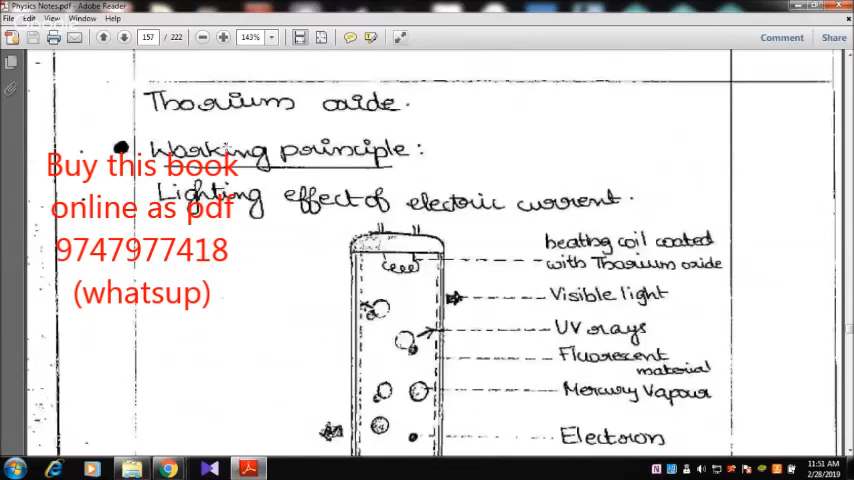 Physics Notes.pdf - Adobe Reader
File Edit View Window Help
157 / 222 143% Comment Share
Thorium oxide.
Working principle:
Lighting effect of electric current.
Buy this book
online as pdf
9747977418
(whatsup)
heating coil coated
with Thorium oxide
Visible light
UV rays
Fluorescent
material
Mercury Vapour
Electron
11:51 AM
2/28/2019